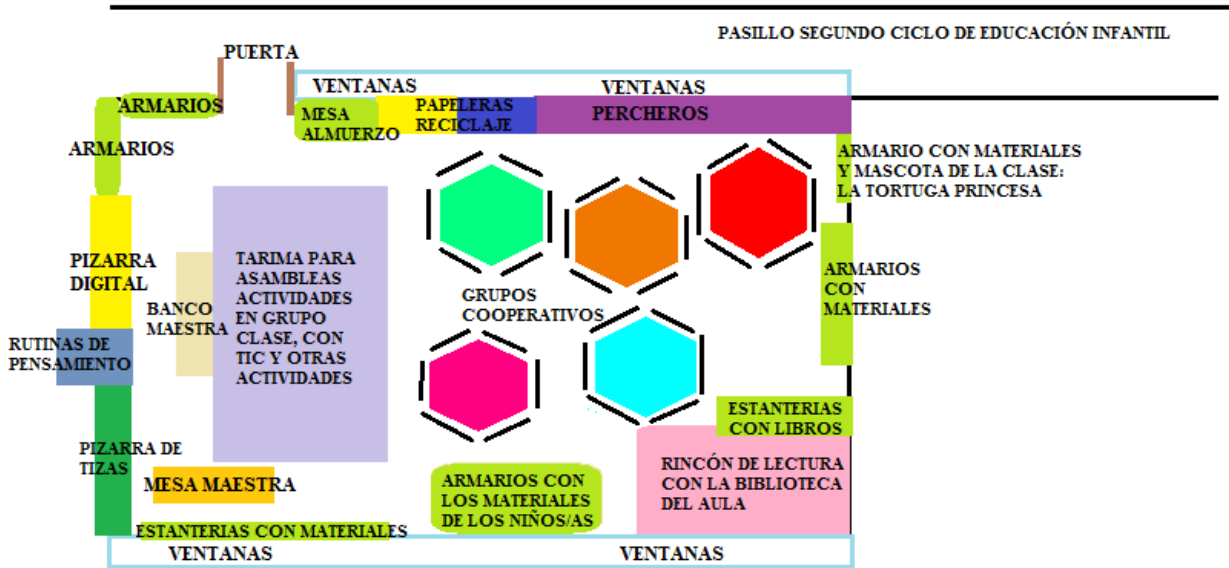 PASILLO SEGUNDO CICLO DE EDUCACIÓN INFANTIL
PUERTA
VENTANAS
VENTANAS
ARMARIOS
MESA
ALMUERZO
PAPELERAS
RECICLAJE
PERCHEROS
ARMARIOS
ARMARIO CON MATERIALES
Y MASCOTA DE LA CLASE:
LA TORTUGA PRINCESA
PIZARRA
DIGITAL
BANCO
MAESTRA
TARIMA PARA
ASAMBLEAS
ACTIVIDADES
EN GRUPO
CLASE, CON
TIC Y OTRAS
ACTIVIDADES
GRUPOS
COOPERATIVOS
ARMARIOS
CON
MATERIALES
RUTINAS DE
PENSAMIENTO
ESTANTERIAS
CON LIBROS
PIZARRA DE
TIZAS
MESA MAESTRA
ARMARIOS CON
LOS MATERIALES
DE LOS NIÑOS/AS
RINCÓN DE LECTURA
CON LA BIBLIOTECA
DEL AULA
ESTANTERIAS CON MATERIALES
VENTANAS
VENTANAS